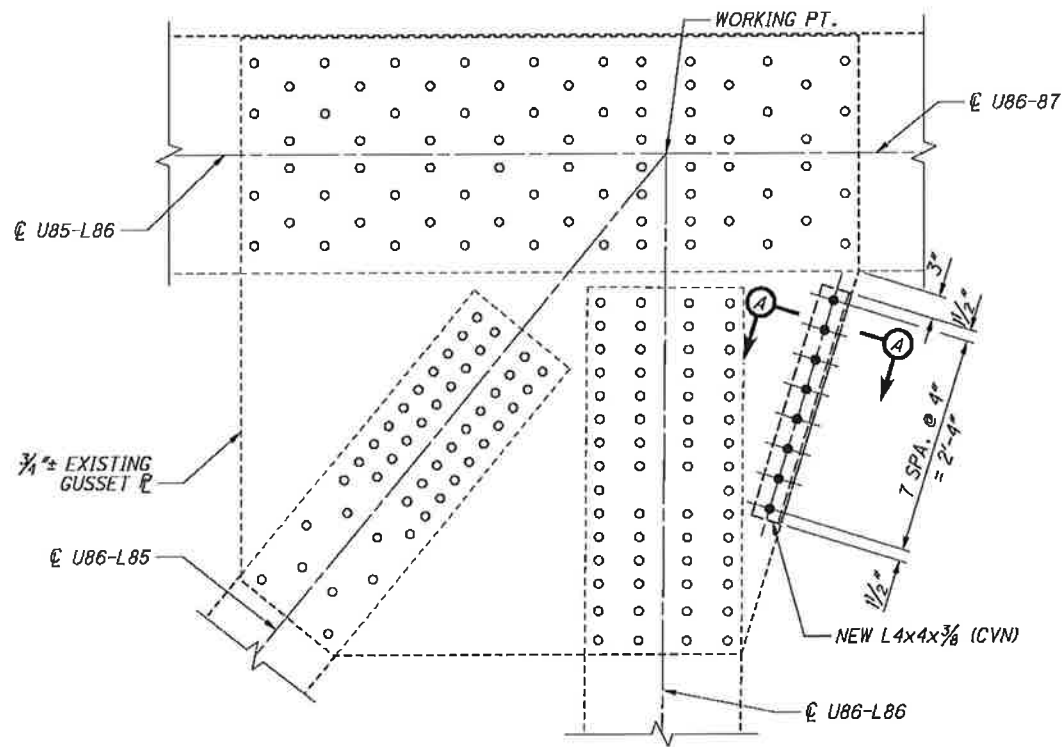 WORKING PT.
℄ U86-87
℄ U85-L86
3"
1½"
A
A
7 SPA. @ 4"
= 2'-4"
¾"± EXISTING
GUSSET ℞
℄ U86-L85
1½"
NEW L4x4x⅜ (CVN)
℄ U86-L86